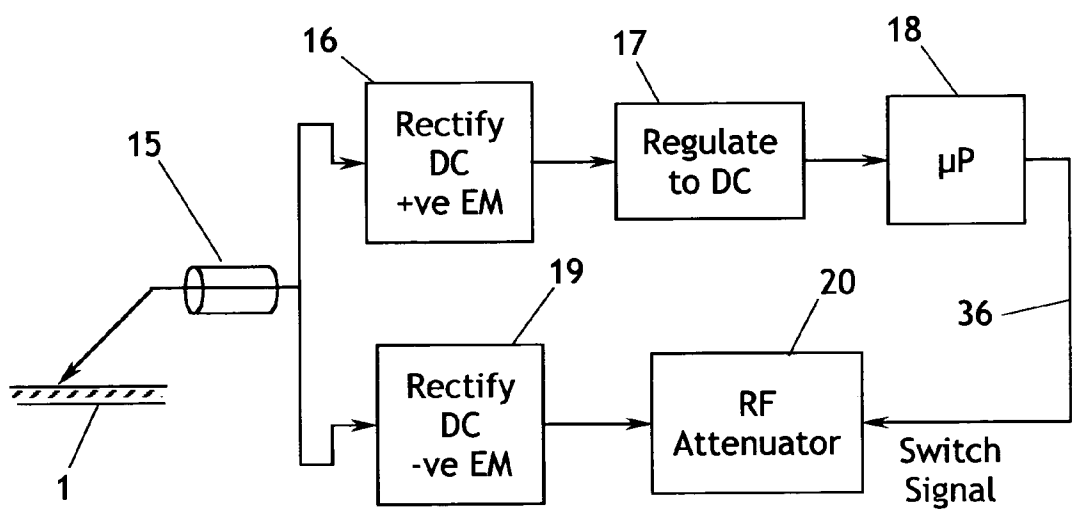 16
17
18
15
Rectify
DC
+ve EM
Regulate
to DC
µP
19
20
36
Rectify
DC
-ve EM
RF
Attenuator
Switch
Signal
1